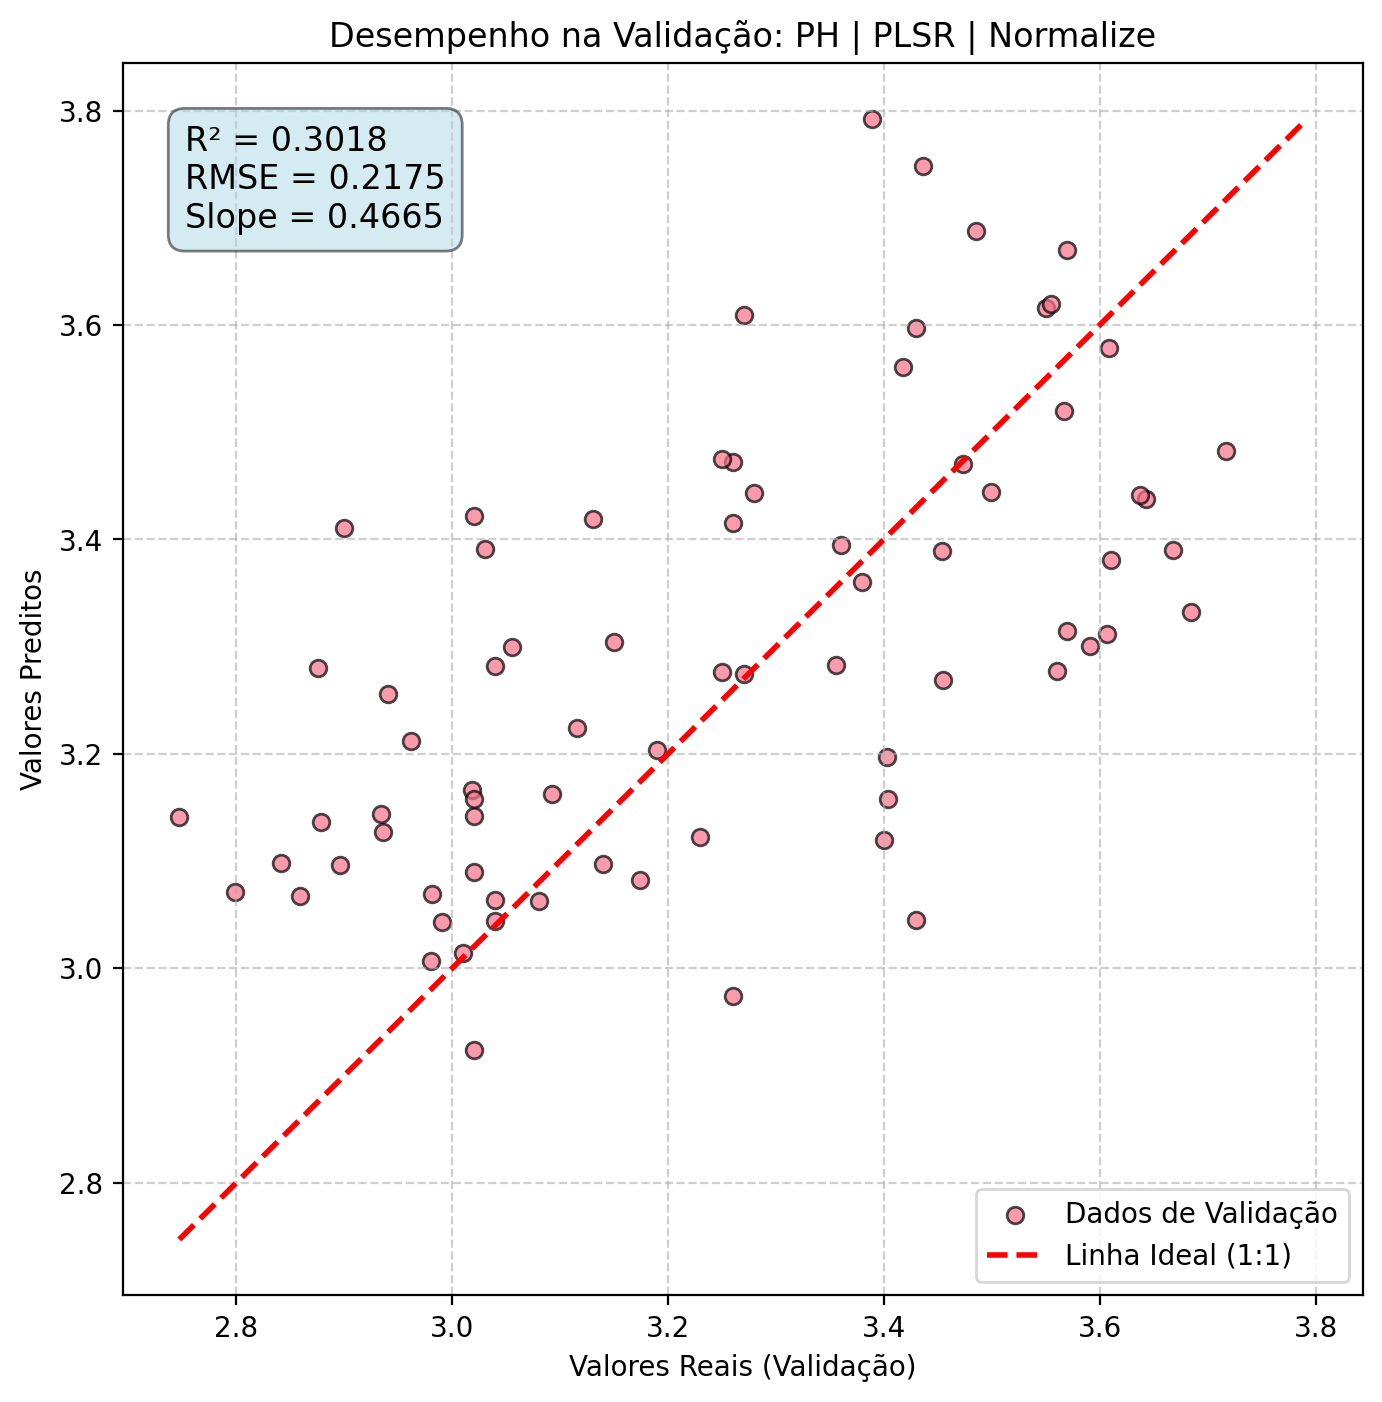 Desempenho na Validação: PH | PLSR | Normalize
R² = 0.3018
RMSE = 0.2175
Slope = 0.4665
3.8
3.6
3.4
3.2
3.0
2.8
Valores Preditos
Dados de Validação
Linha Ideal (1:1)
2.8 3.0 3.2 3.4 3.6 3.8
Valores Reais (Validação)